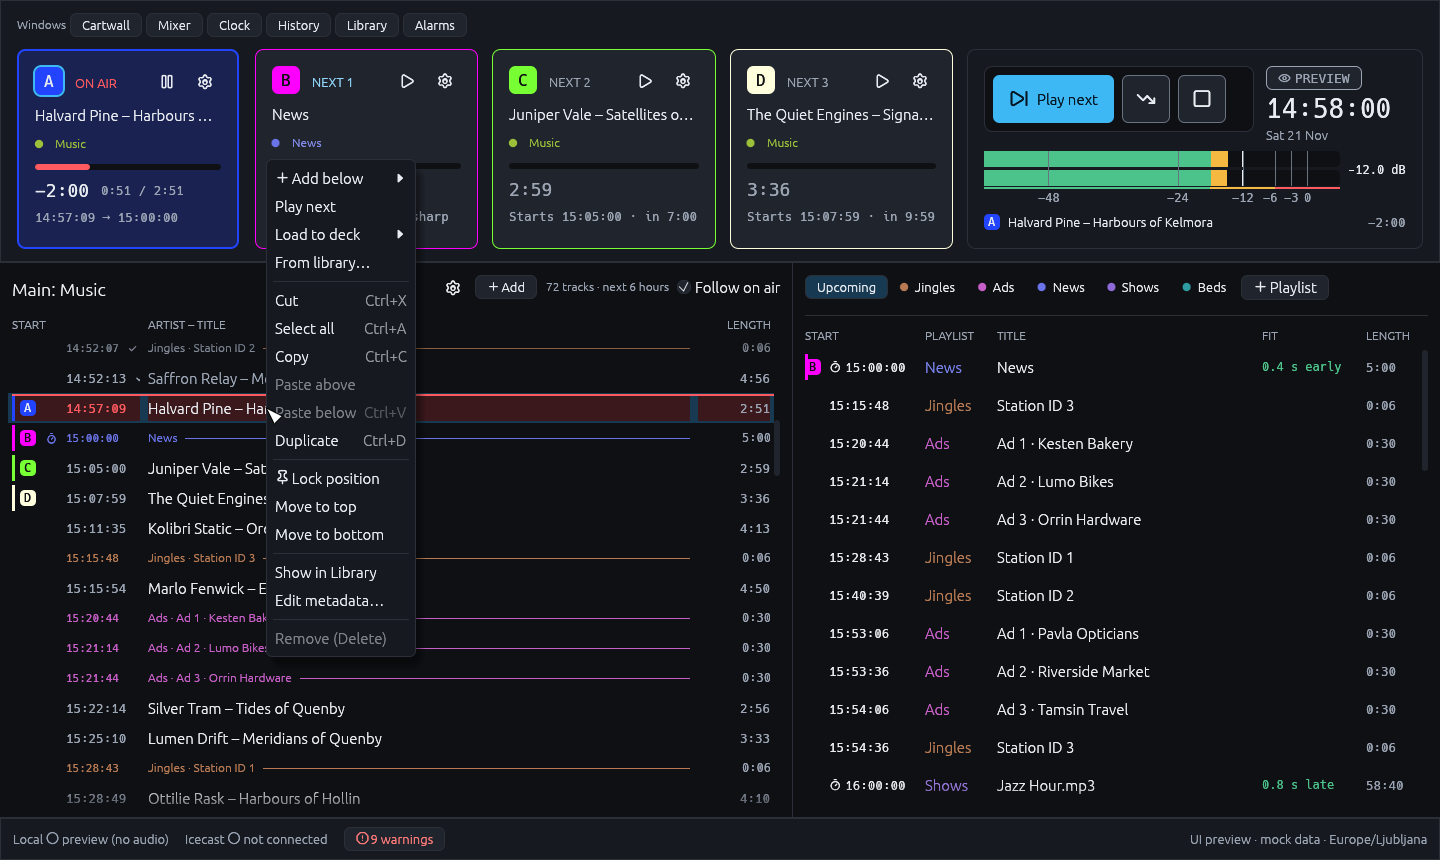 Windows Cartwall Mixer Clock History Library Alarms
A ON AIR
Halvard Pine – Harbours …
Music
−2:00 0:51 / 2:51
14:57:09 → 15:00:00
B NEXT 1
News
News
sharp
C NEXT 2
Juniper Vale – Satellites o…
Music
2:59
Starts 15:05:00 · in 7:00
D NEXT 3
The Quiet Engines – Signa…
Music
3:36
Starts 15:07:59 · in 9:59
Play next
PREVIEW
14:58:00
Sat 21 Nov
-12.0 dB
−48 −24 −12 −6 −3 0
A Halvard Pine – Harbours of Kelmora −2:00
+ Add below
Play next
Load to deck
From library…
Cut Ctrl+X
Select all Ctrl+A
Copy Ctrl+C
Paste above
Paste below Ctrl+V
Duplicate Ctrl+D
Lock position
Move to top
Move to bottom
Show in Library
Edit metadata…
Remove (Delete)
Main: Music
+ Add 72 tracks · next 6 hours ✓ Follow on air
START ARTIST – TITLE LENGTH
14:52:07 ✓ Jingles · Station ID 2 0:06
14:52:13 Saffron Relay – 4:56
A 14:57:09 Halvard Pine – Har 2:51
B 15:00:00 News 5:00
C 15:05:00 Juniper Vale – Sat 2:59
D 15:07:59 The Quiet Engines 3:36
15:11:35 Kolibri Static – 4:13
15:15:48 Jingles · Station ID 3 0:06
15:15:54 Marlo Fenwick – 4:50
15:20:44 Ads · Ad 1 · Kesten Bak 0:30
15:21:14 Ads · Ad 2 · Lumo Bikes 0:30
15:21:44 Ads · Ad 3 · Orrin Hardware 0:30
15:22:14 Silver Tram – Tides of Quenby 2:56
15:25:10 Lumen Drift – Meridians of Quenby 3:33
15:28:43 Jingles · Station ID 1 0:06
15:28:49 Ottilie Rask – Harbours of Hollin 4:10
Upcoming Jingles Ads News Shows Beds + Playlist
START PLAYLIST TITLE FIT LENGTH
B 15:00:00 News News 0.4 s early 5:00
15:15:48 Jingles Station ID 3 0:06
15:20:44 Ads Ad 1 · Kesten Bakery 0:30
15:21:14 Ads Ad 2 · Lumo Bikes 0:30
15:21:44 Ads Ad 3 · Orrin Hardware 0:30
15:28:43 Jingles Station ID 1 0:06
15:40:39 Jingles Station ID 2 0:06
15:53:06 Ads Ad 1 · Pavla Opticians 0:30
15:53:36 Ads Ad 2 · Riverside Market 0:30
15:54:06 Ads Ad 3 · Tamsin Travel 0:30
15:54:36 Jingles Station ID 3 0:06
16:00:00 Shows Jazz Hour.mp3 0.8 s late 58:40
Local preview (no audio) Icecast not connected 9 warnings UI preview · mock data · Europe/Ljubljana